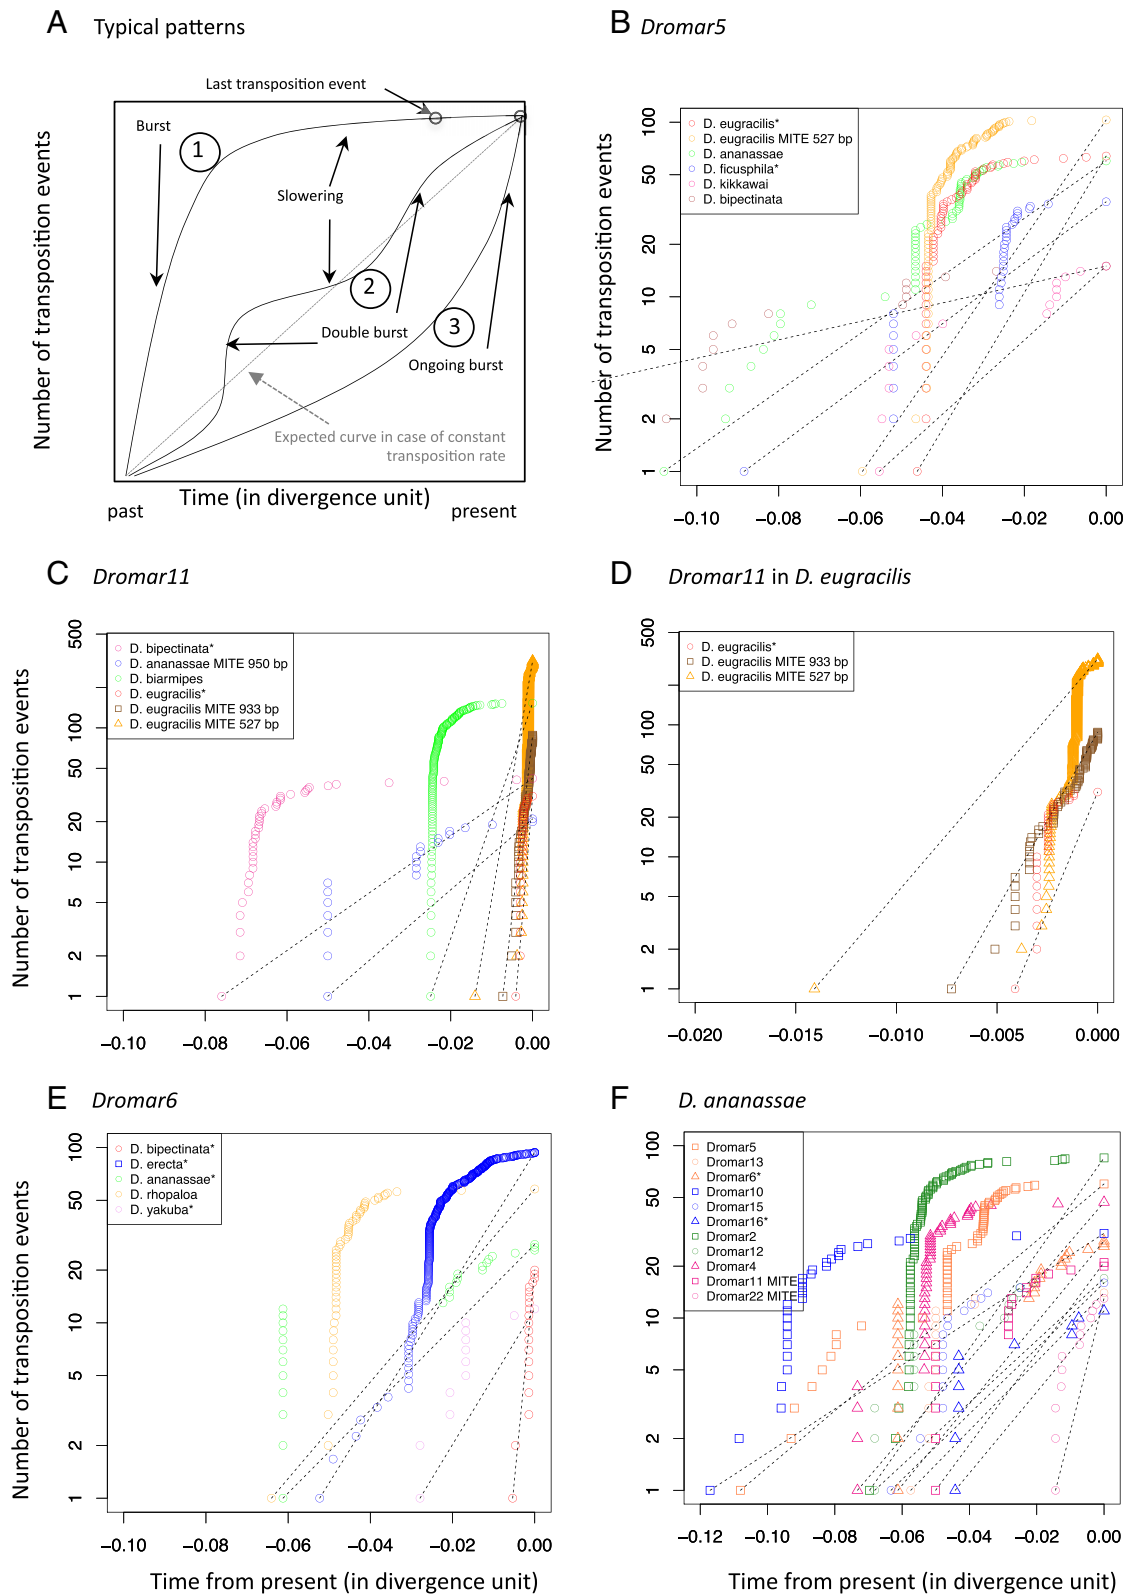 A Typical patterns
Number of transposition events
Last transposition event
Burst
1
Slowering
2
Double burst
3
Ongoing burst
Expected curve in case of constant
transposition rate
Time (in divergence unit)
past
present
B Dromar5
Number of transposition events
D. eugracilis*
D. eugracilis MITE 527 bp
D. ananassae
D. ficusphila*
D. kikkawai
D. bipectinata
100
50
20
10
5
2
1
−0.10 −0.08 −0.06 −0.04 −0.02 0.00
C Dromar11
Number of transposition events
D. bipectinata*
D. ananassae MITE 950 bp
D. biarmipes
D. eugracilis*
D. eugracilis MITE 933 bp
D. eugracilis MITE 527 bp
500
100
50
20
10
5
2
1
−0.10 −0.08 −0.06 −0.04 −0.02 0.00
D Dromar11 in D. eugracilis
D. eugracilis*
D. eugracilis MITE 933 bp
D. eugracilis MITE 527 bp
500
100
50
20
10
5
2
1
−0.020 −0.015 −0.010 −0.005 0.000
E Dromar6
Number of transposition events
D. bipectinata*
D. erecta*
D. ananassae*
D. rhopaloa
D. yakuba*
100
50
20
10
5
2
1
−0.10 −0.08 −0.06 −0.04 −0.02 0.00
Time from present (in divergence unit)
F D. ananassae
Dromar5
Dromar13
Dromar6*
Dromar10
Dromar15
Dromar16*
Dromar2
Dromar12
Dromar4
Dromar11 MITE
Dromar22 MITE
100
50
20
10
5
2
1
−0.12 −0.10 −0.08 −0.06 −0.04 −0.02 0.00
Time from present (in divergence unit)